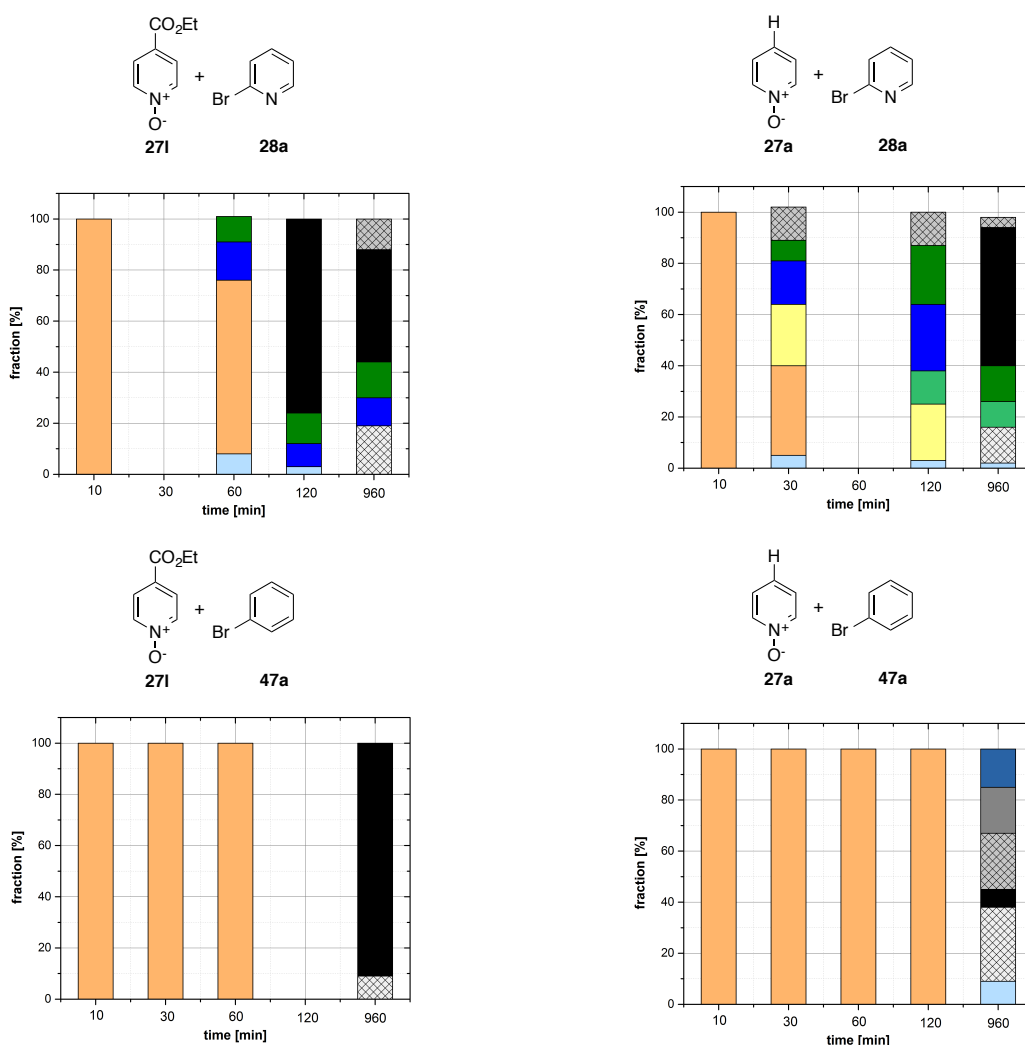 CO2Et
+
N+
O-
Br
N
27l
28a
H
+
N+
O-
Br
N
27a
28a
100
80
60
40
20
0
fraction [%]
10 30 60 120 960
time [min]
100
80
60
40
20
0
fraction [%]
10 30 60 120 960
time [min]
CO2Et
+
N+
O-
Br
27l
47a
H
+
N+
O-
Br
27a
47a
100
80
60
40
20
0
fraction [%]
10 30 60 120 960
time [min]
100
80
60
40
20
0
fraction [%]
10 30 60 120 960
time [min]